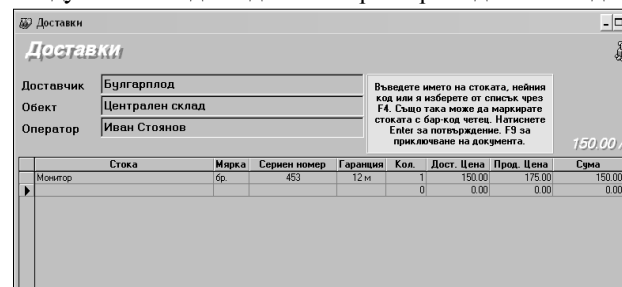 Доставки
Доставки
Доставчик Булгарплод
Обект Централен склад
Оператор Иван Стоянов
Въведете името на стоката, нейния
код или я изберете от списък чрез
F4. Също така може да маркирате
стоката с бар-код четец. Натиснете
Enter за потвърждение. F9 за
приключване на документа.
150.00
Стока Мярка Сериен номер Гаранция Кол. Дост. Цена Прод. Цена Сума
Монитор бр. 453 12 м 1 150.00 175.00 150.00
0 0.00 0.00 0.00